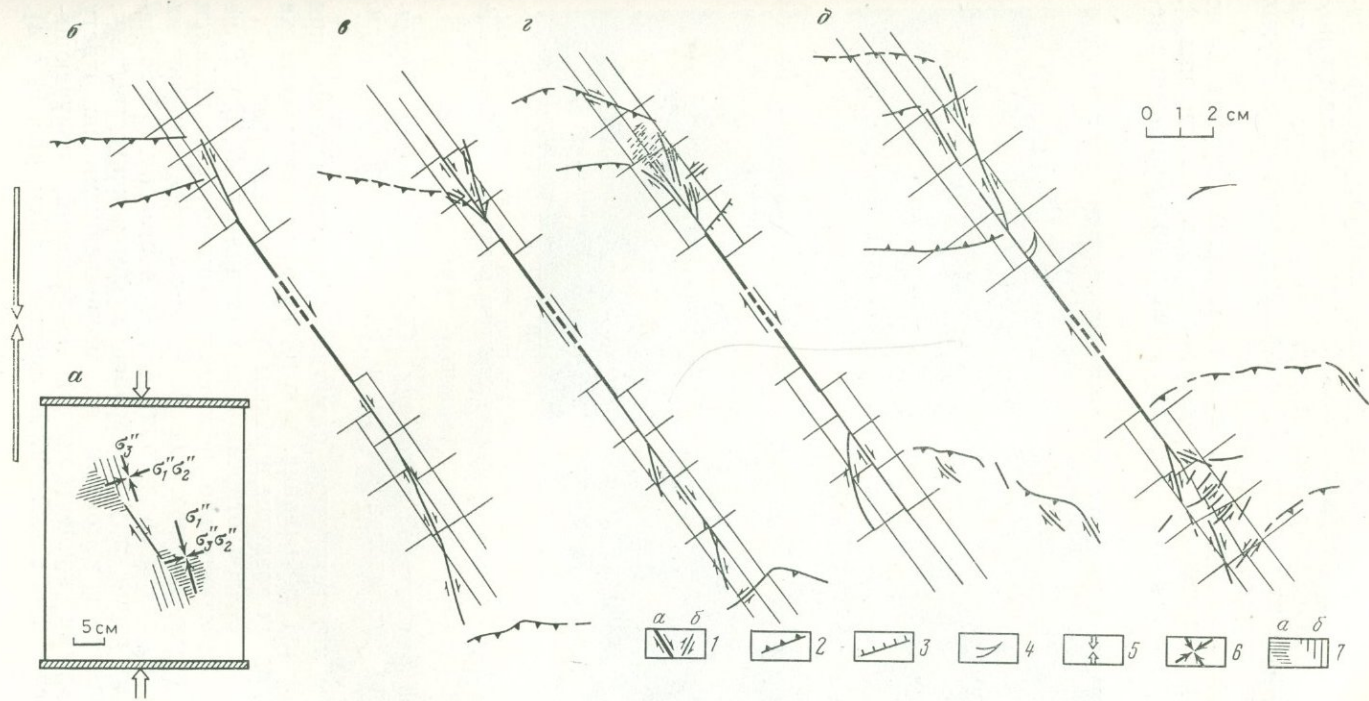 б в г д
0 1 2 см
а
σ₃''
σ₁''σ₂''
σ₁''
σ₃''σ₂''
5 см
а б 1 2 3 4 5 6 а б 7